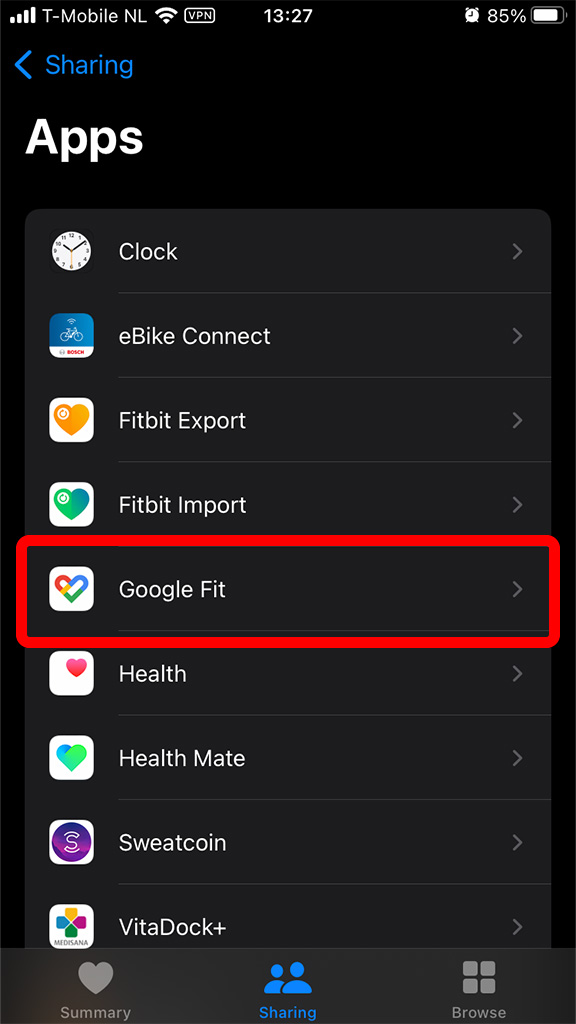 T-Mobile NL VPN 13:27 85%
Sharing
Apps
Clock
eBike Connect
BOSCH
Fitbit Export
Fitbit Import
Google Fit
Health
Health Mate
Sweatcoin
VitaDock+
MEDISANA
Summary Sharing Browse